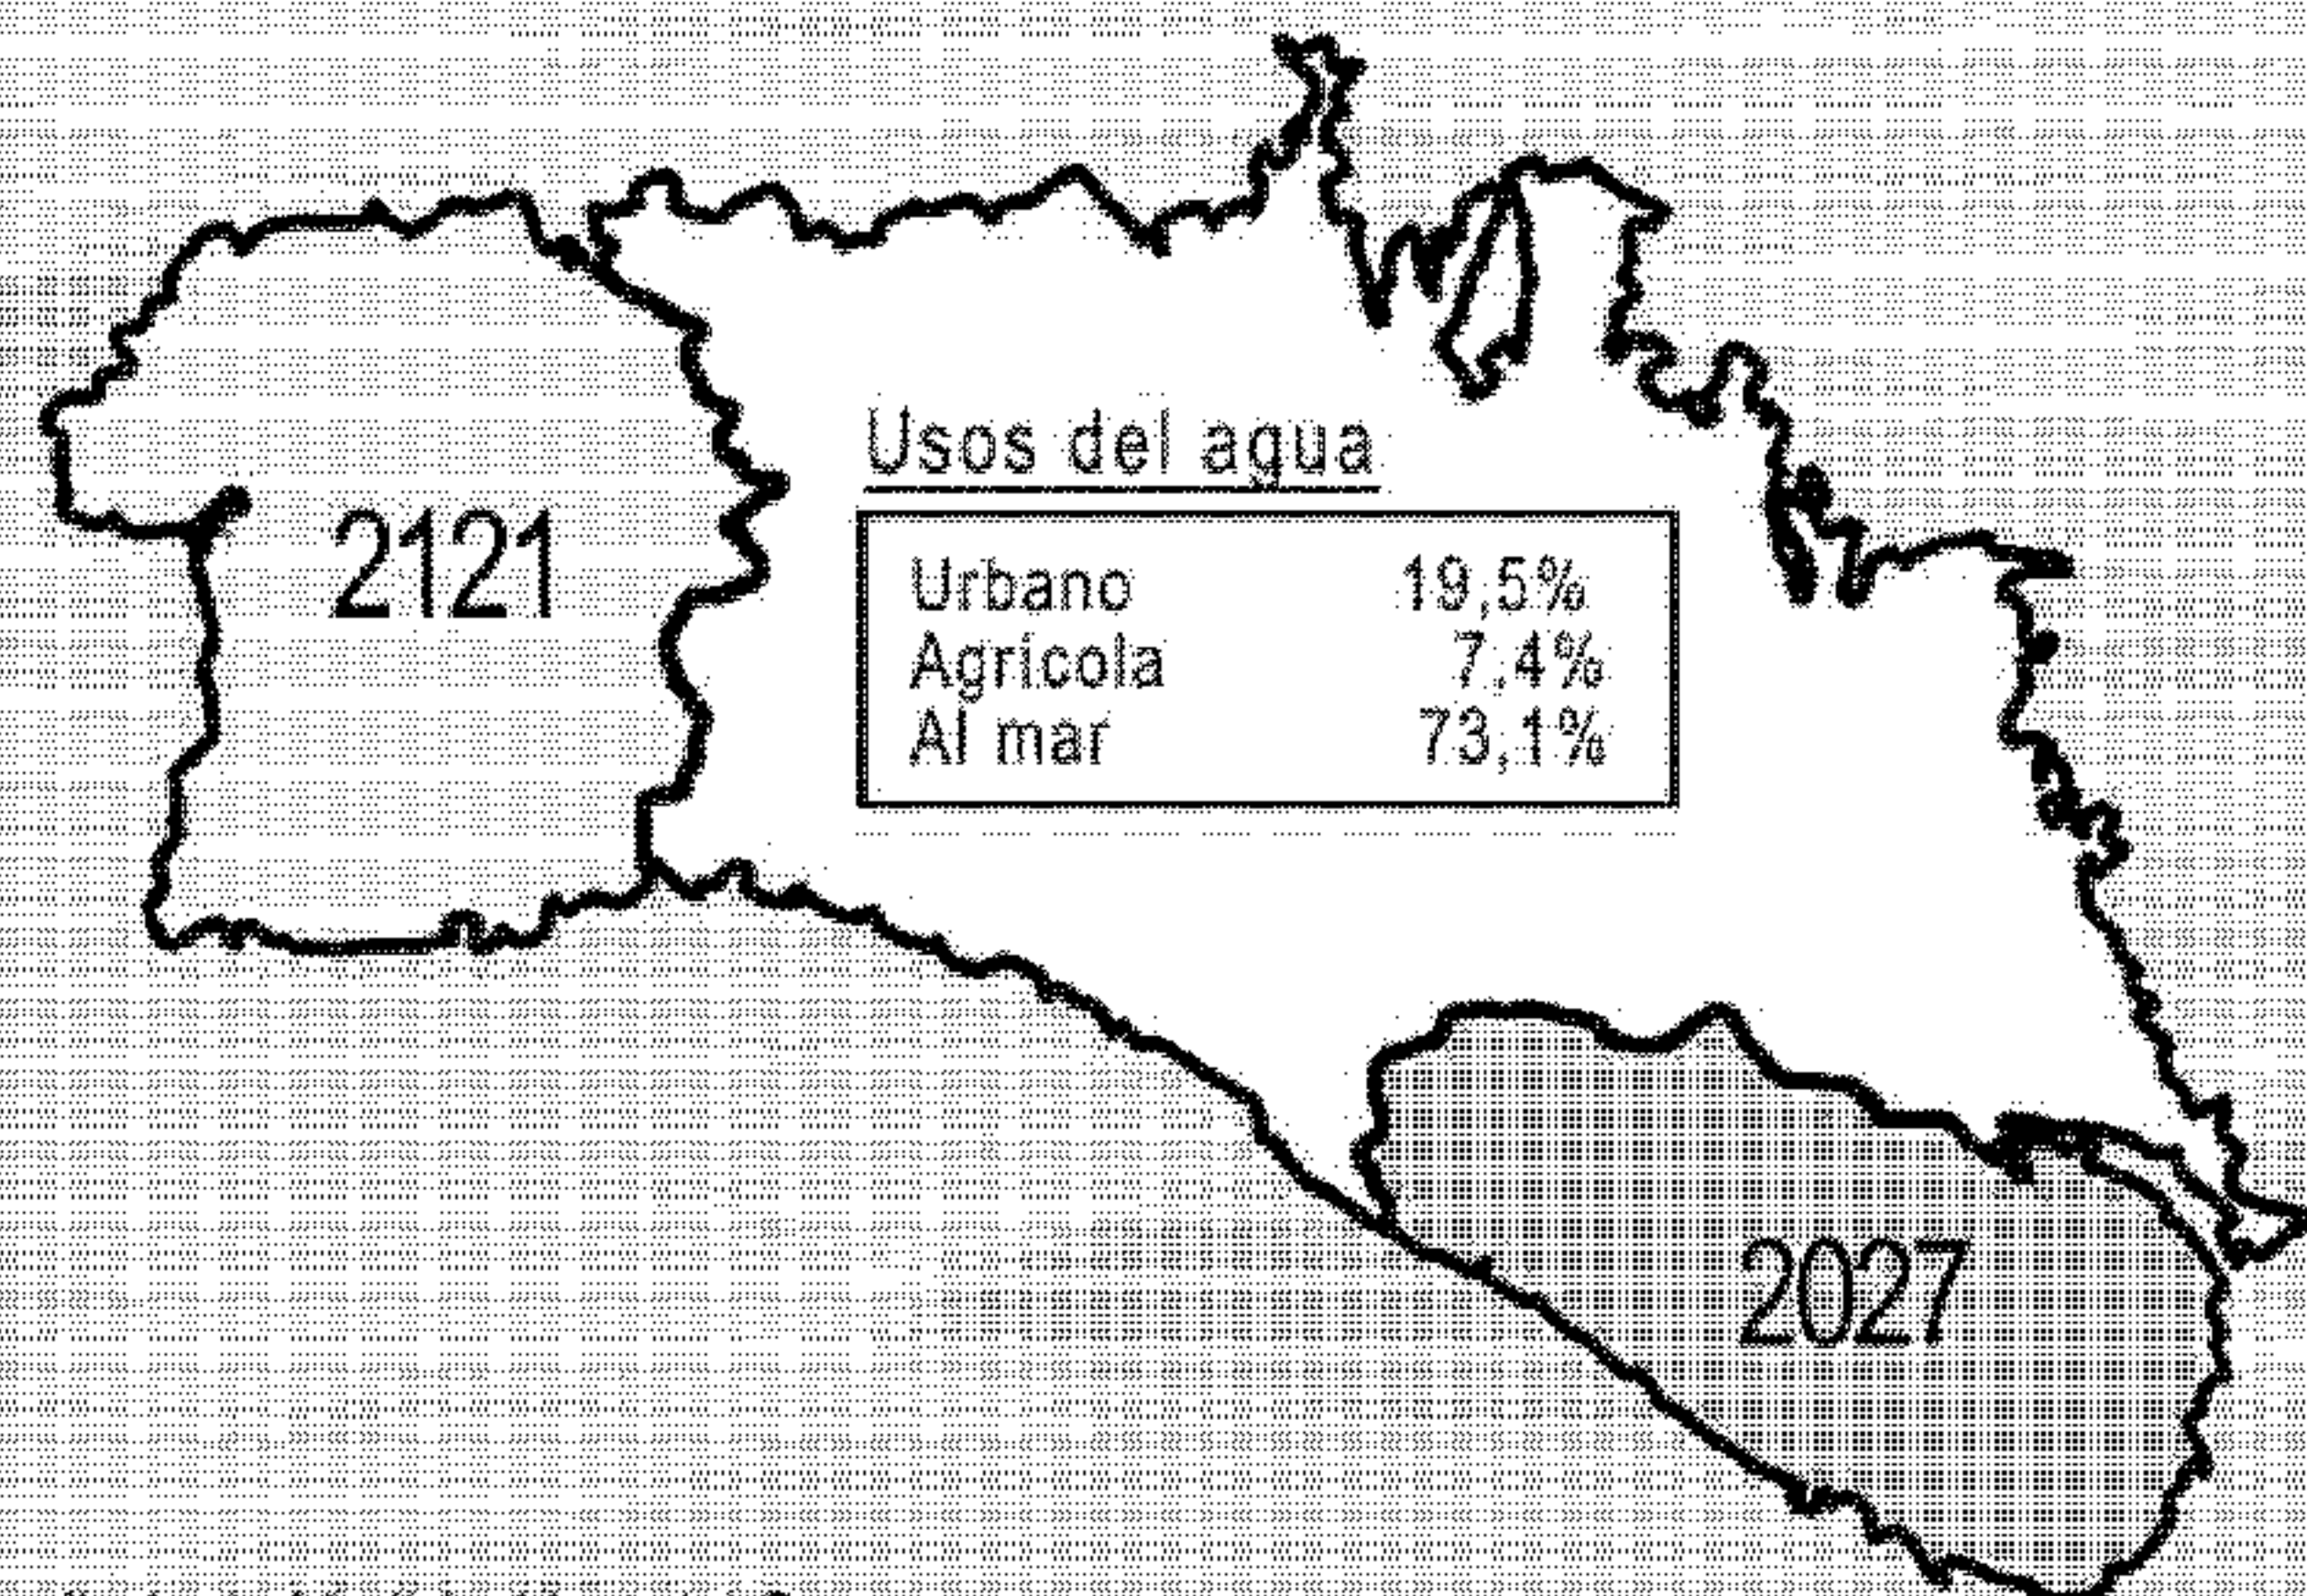 Usos del agua
2121
Urbano 19,5%
Agrícola 7,4%
Al mar 73,1%
2027